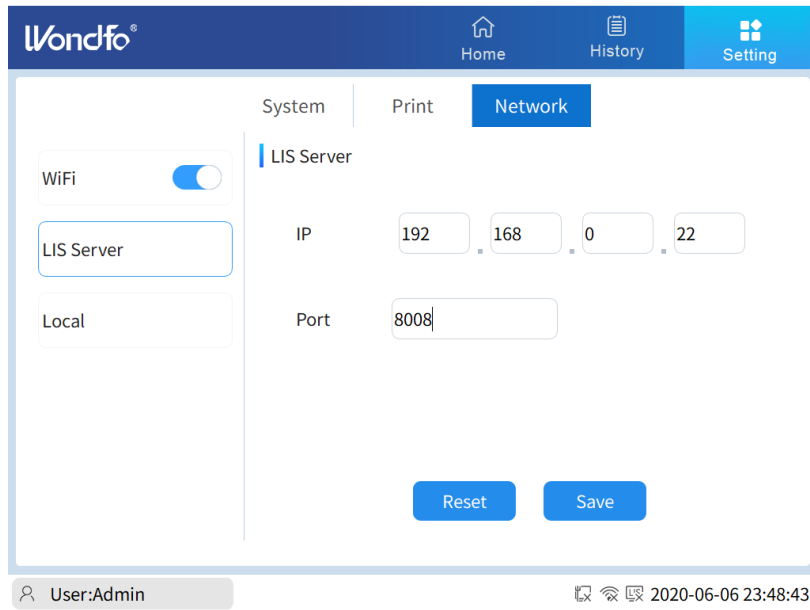 Wondfo®
Home
History
Setting
System
Print
Network
WiFi
LIS Server
Local
LIS Server
IP
192 . 168 . 0 . 22
Port
8008
Reset
Save
User:Admin
LIS
2020-06-06 23:48:43